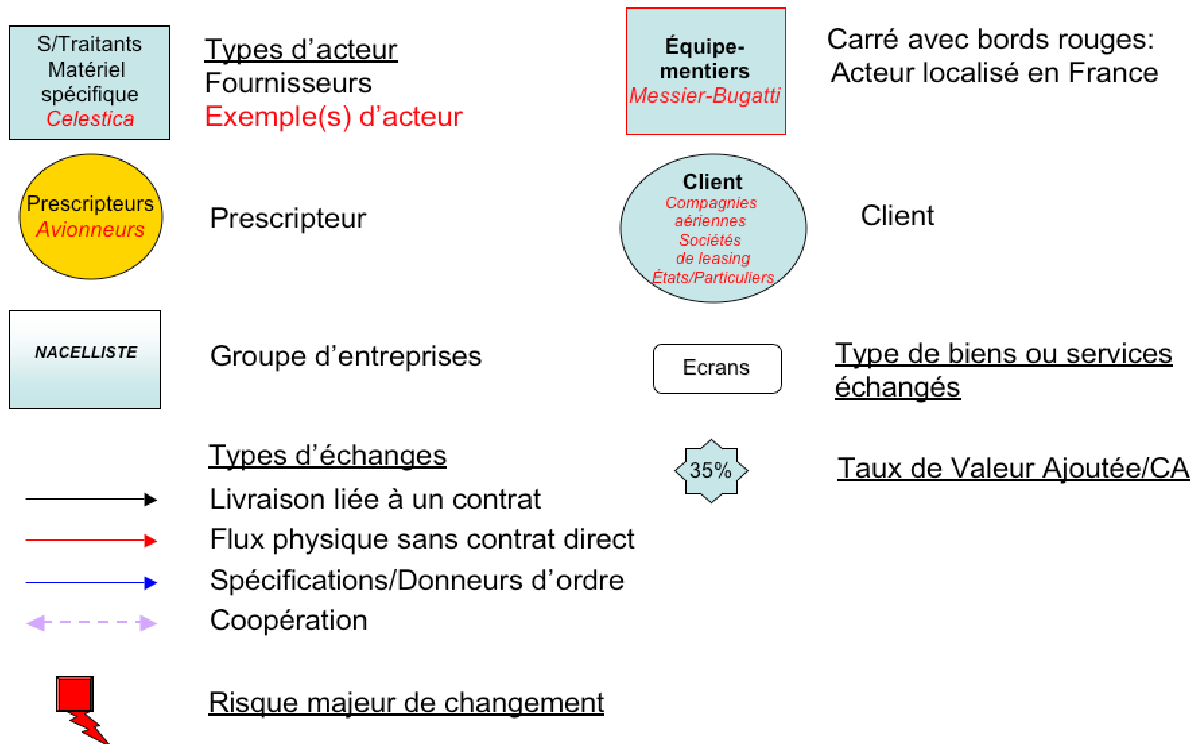 S/Traitants
Matériel
spécifique
Celestica
Types d’acteur
Fournisseurs
Exemple(s) d’acteur
Équipe-
mentiers
Messier-Bugatti
Carré avec bords rouges:
Acteur localisé en France
Prescripteurs
Avionneurs
Prescripteur
Client
Compagnies
aériennes
Sociétés
de leasing
États/Particuliers
Client
NACELLISTE
Groupe d’entreprises
Ecrans
Type de biens ou services
échangés
Types d’échanges
35%
Taux de Valeur Ajoutée/CA
Livraison liée à un contrat
Flux physique sans contrat direct
Spécifications/Donneurs d’ordre
Coopération
Risque majeur de changement